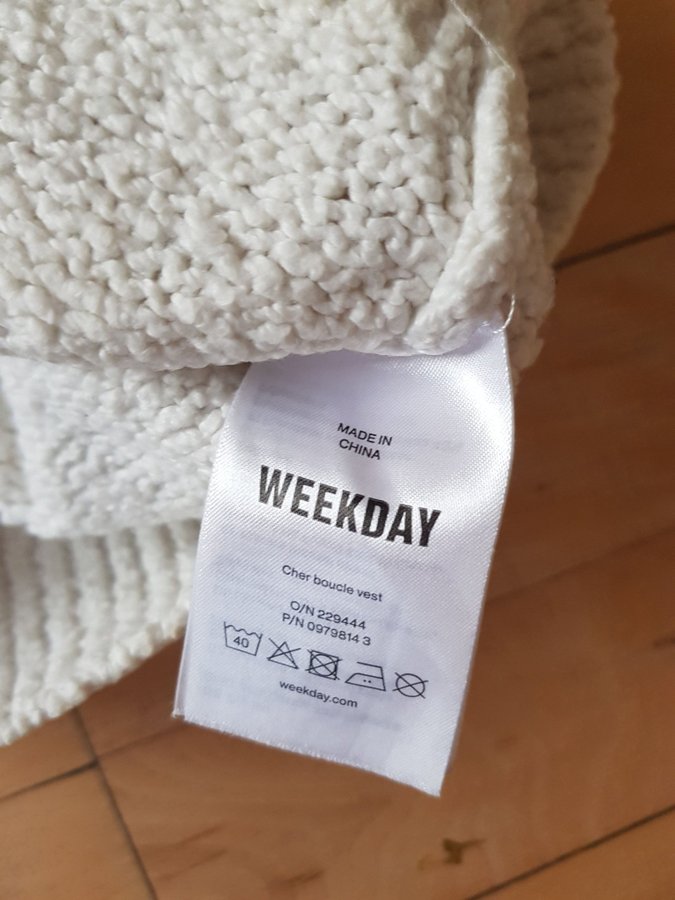 MADE IN
CHINA
WEEKDAY
Cher boucle vest
O/N 229444
P/N 0979814 3
40
weekday.com